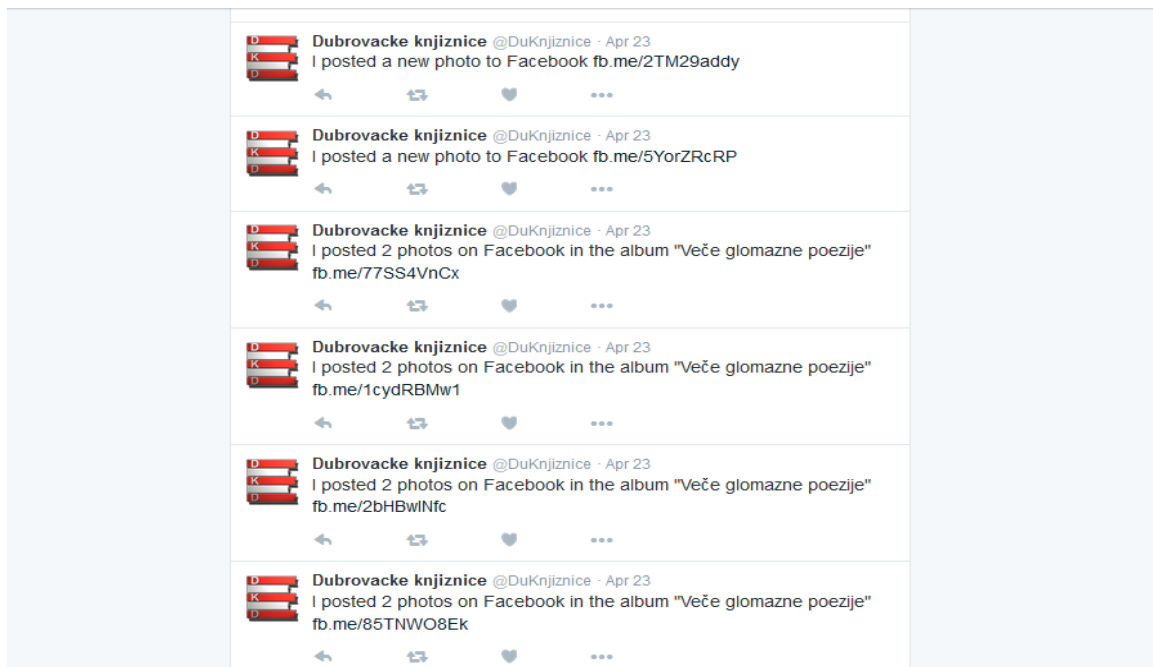 Dubrovacke knjiznice @DuKnjiznice · Apr 23
I posted a new photo to Facebook fb.me/2TM29addy
Dubrovacke knjiznice @DuKnjiznice · Apr 23
I posted a new photo to Facebook fb.me/5YorZRcRP
Dubrovacke knjiznice @DuKnjiznice · Apr 23
I posted 2 photos on Facebook in the album "Veče glomazne poezije"
fb.me/77SS4VnCx
Dubrovacke knjiznice @DuKnjiznice · Apr 23
I posted 2 photos on Facebook in the album "Veče glomazne poezije"
fb.me/1cydRBMw1
Dubrovacke knjiznice @DuKnjiznice · Apr 23
I posted 2 photos on Facebook in the album "Veče glomazne poezije"
fb.me/2bHBwlNfc
Dubrovacke knjiznice @DuKnjiznice · Apr 23
I posted 2 photos on Facebook in the album "Veče glomazne poezije"
fb.me/85TNWO8Ek